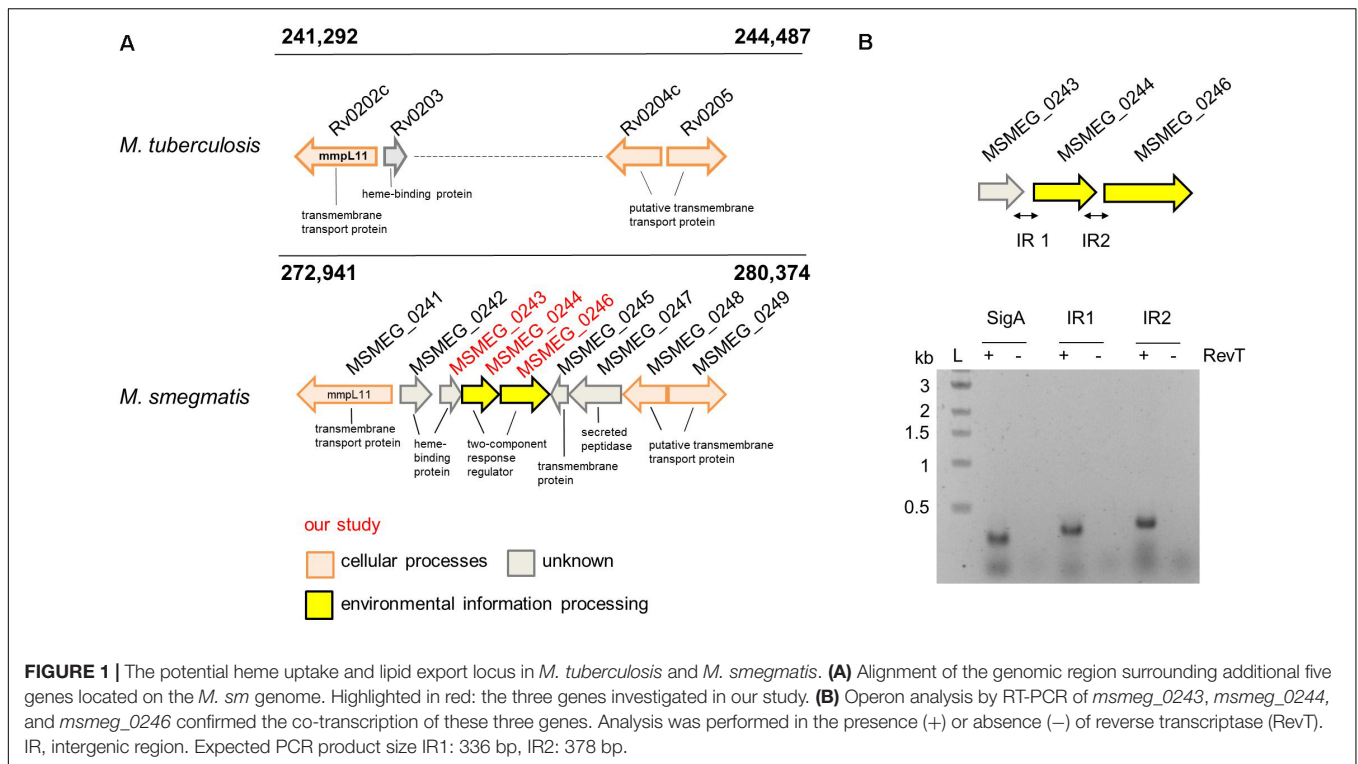 A
241,292 244,487
Rv0202c Rv0203 Rv0204c Rv0205
M. tuberculosis
mmpL11
heme-binding protein
transmembrane
transport protein
putative transmembrane
transport protein
272,941 280,374
MSMEG_0241 MSMEG_0242 MSMEG_0243 MSMEG_0244 MSMEG_0246 MSMEG_0245 MSMEG_0247 MSMEG_0248 MSMEG_0249
M. smegmatis
mmpL11
transmembrane
transport protein
heme-
binding
protein
two-component
response
regulator
transmembrane
protein
secreted
peptidase
putative transmembrane
transport protein
our study
cellular processes
unknown
environmental information processing
B
MSMEG_0243 MSMEG_0244 MSMEG_0246
IR 1 IR2
SigA IR1 IR2
kb L + - + - + - RevT
3
2
1.5
1
0.5
FIGURE 1 | The potential heme uptake and lipid export locus in M. tuberculosis and M. smegmatis. (A) Alignment of the genomic region surrounding additional five
genes located on the M. sm genome. Highlighted in red: the three genes investigated in our study. (B) Operon analysis by RT-PCR of msmeg_0243, msmeg_0244,
and msmeg_0246 confirmed the co-transcription of these three genes. Analysis was performed in the presence (+) or absence (−) of reverse transcriptase (RevT).
IR, intergenic region. Expected PCR product size IR1: 336 bp, IR2: 378 bp.